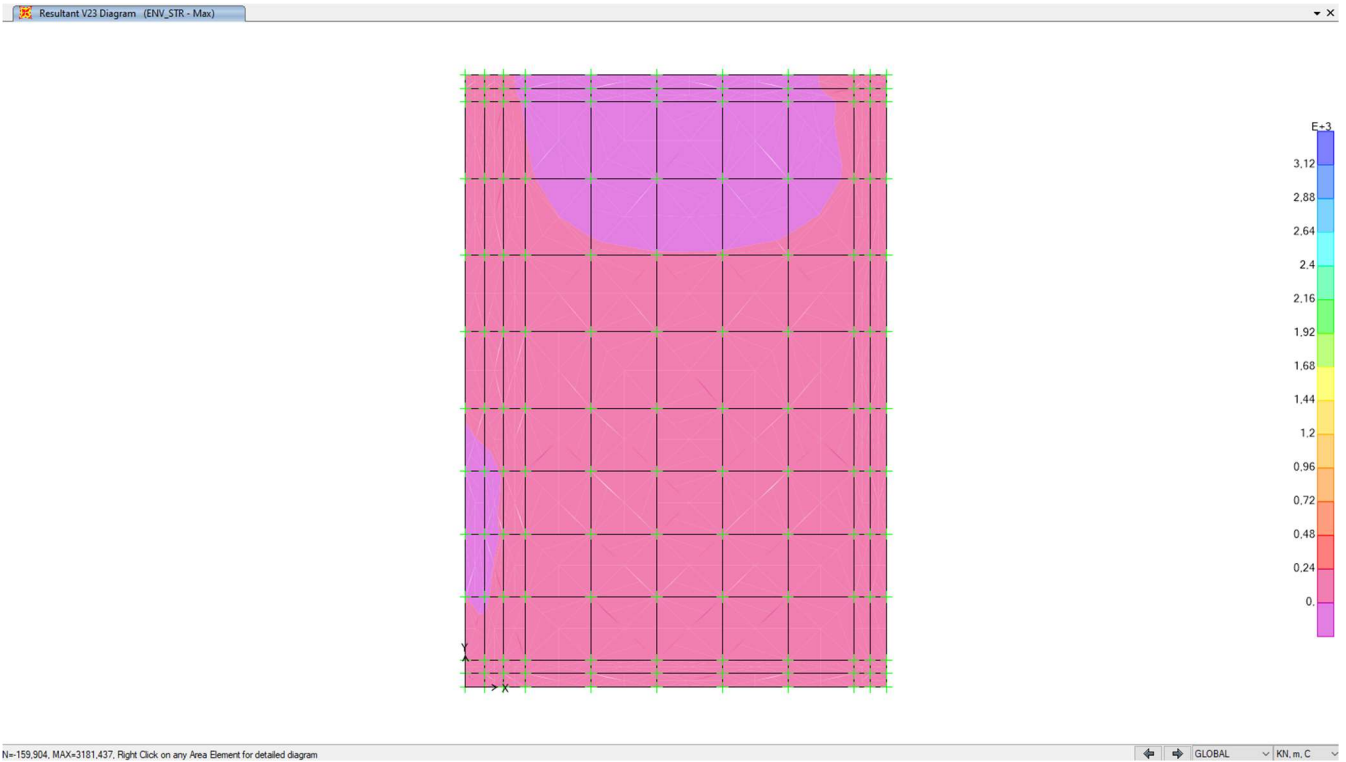 Resultant V23 Diagram (ENV_STR - Max)
E+3
3,12
2,88
2,64
2,4
2,16
1,92
1,68
1,44
1,2
0,96
0,72
0,48
0,24
0,
Y
X
N=-159,904, MAX=3181,437, Right Click on any Area Element for detailed diagram
GLOBAL
KN, m, C